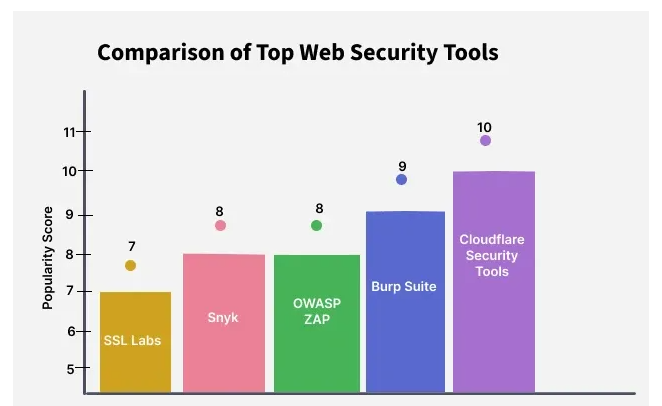 Comparison of Top Web Security Tools
Popularity Score
11
10
9
8
7
6
5
7
8
8
9
10
SSL Labs
Snyk
OWASP
ZAP
Burp Suite
Cloudflare
Security
Tools